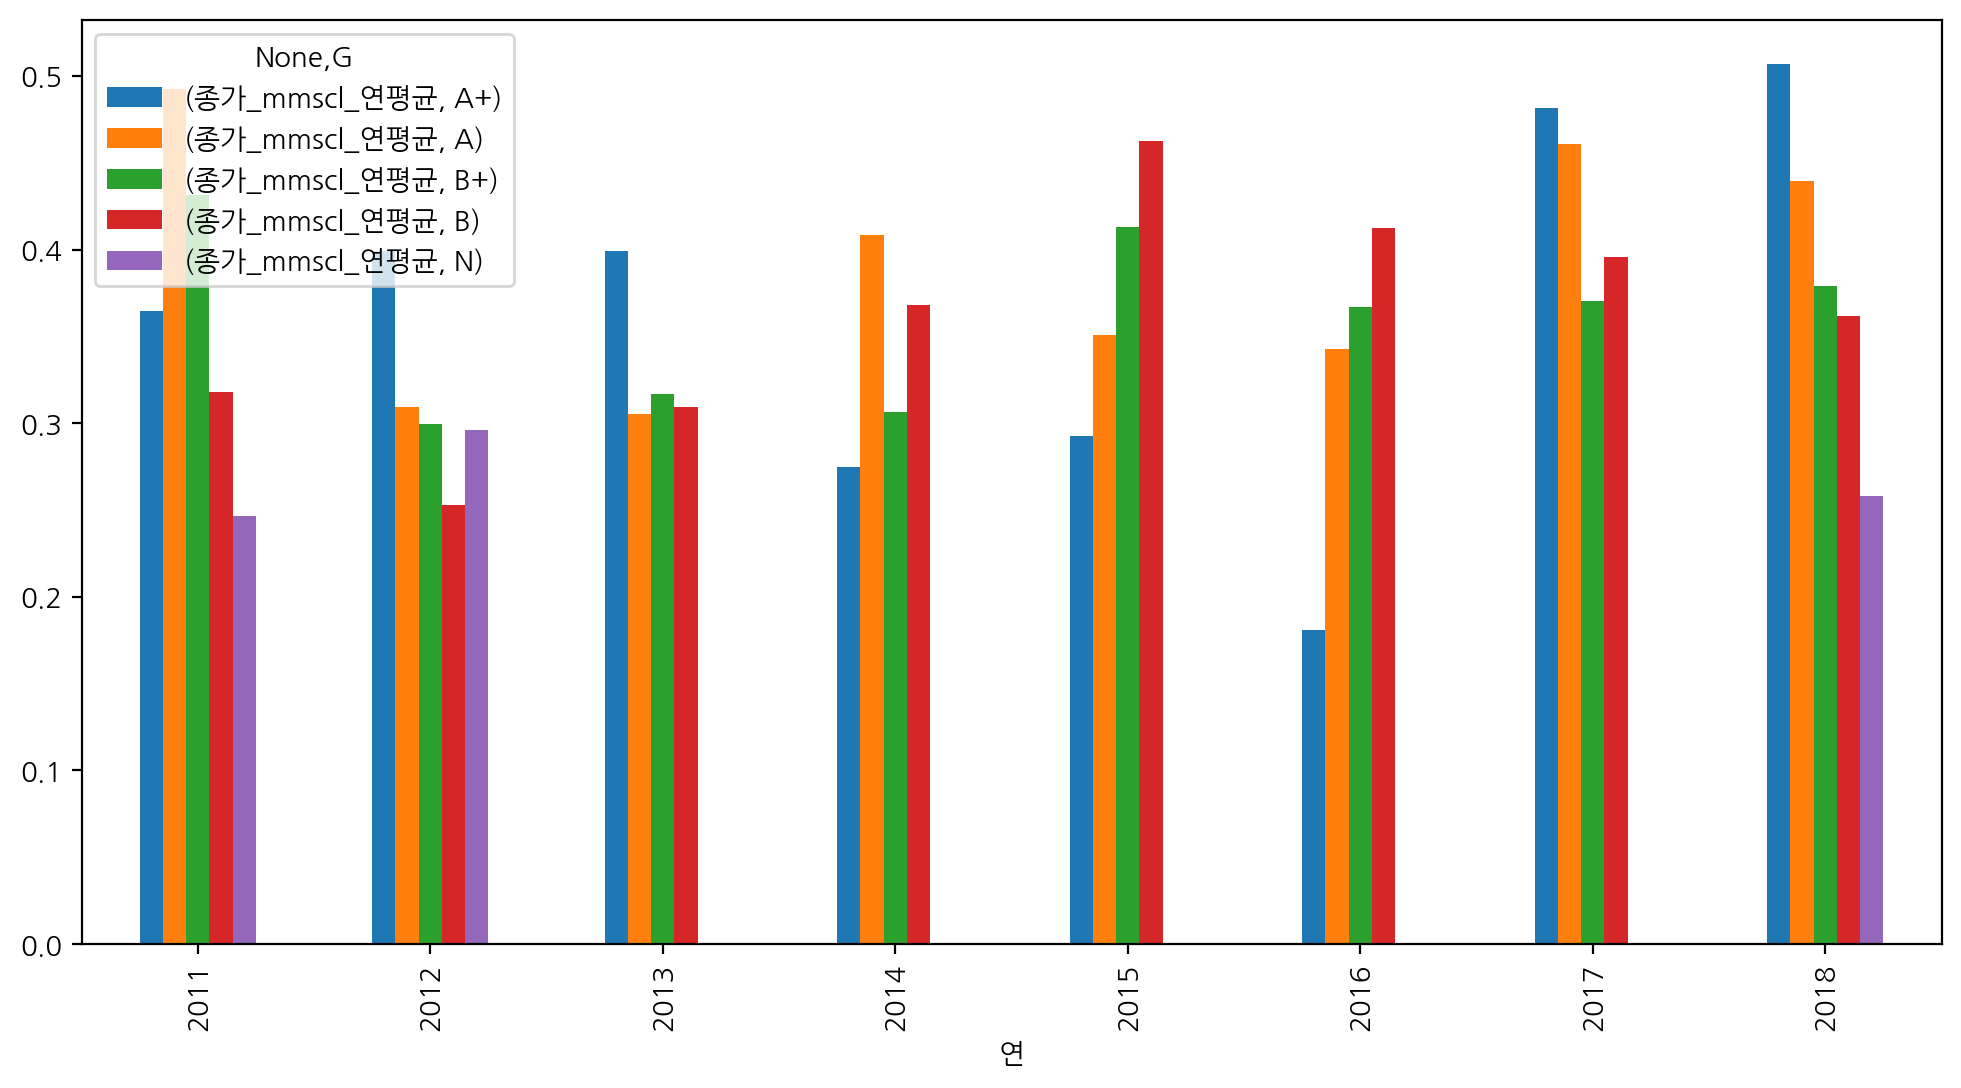 None,G
(종가_mmscl_연평균, A+)
(종가_mmscl_연평균, A)
(종가_mmscl_연평균, B+)
(종가_mmscl_연평균, B)
(종가_mmscl_연평균, N)
0.5
0.4
0.3
0.2
0.1
0.0
2011 2012 2013 2014 2015 2016 2017 2018
연